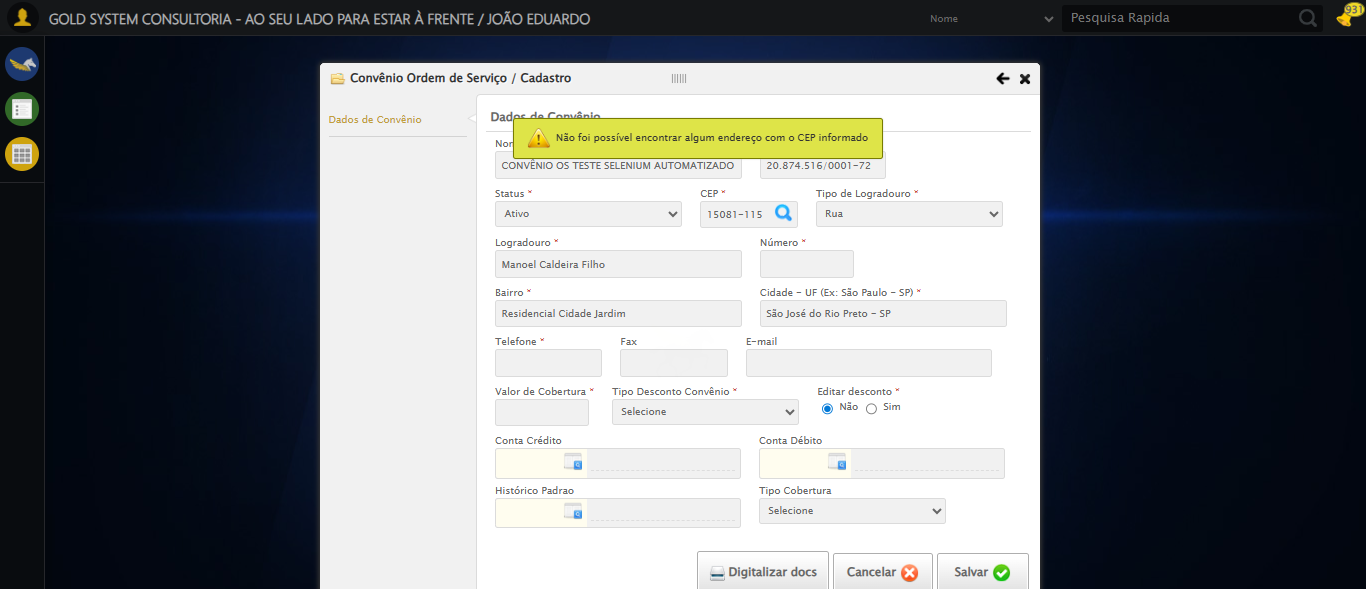 GOLD SYSTEM CONSULTORIA - AO SEU LADO PARA ESTAR À FRENTE / JOÃO EDUARDO
Nome
Pesquisa Rapida
931
Convênio Ordem de Serviço / Cadastro
Dados de Convênio
Dados de Convênio
Não foi possível encontrar algum endereço com o CEP informado
CONVÊNIO OS TESTE SELENIUM AUTOMATIZADO
20.874.516/0001-72
Status *
CEP *
Tipo de Logradouro *
Ativo
15081-115
Rua
Logradouro *
Número *
Manoel Caldeira Filho
Bairro *
Cidade - UF (Ex: São Paulo - SP) *
Residencial Cidade Jardim
São José do Rio Preto - SP
Telefone *
Fax
E-mail
Valor de Cobertura *
Tipo Desconto Convênio *
Editar desconto *
Selecione
Não
Sim
Conta Crédito
Conta Débito
Histórico Padrao
Tipo Cobertura
Selecione
Digitalizar docs
Cancelar
Salvar